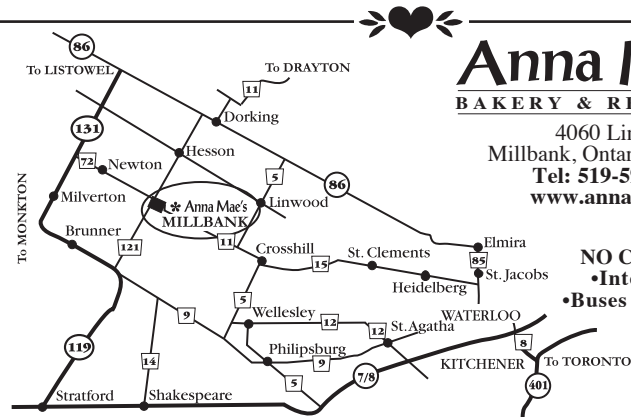 86
To LISTOWEL
To DRAYTON
11
Anna
BAKERY & RE
Dorking
131
4060 Lin
Hesson
Millbank, Ontar
72
Newton
5
86
Tel: 519-59
www.anna
Milverton
* Anna Mae's
MILLBANK
Linwood
To MONKTON
Brunner
121
11
Crosshill
Elmira
St. Clements
NO C
15
85
St. Jacobs
•Inte
Heidelberg
•Buses
5
9
Wellesley
12
12
St. Agatha
WATERLOO
119
Philipsburg
8
14
9
KITCHENER
To TORONTO
5
7/8
401
Stratford
Shakespeare